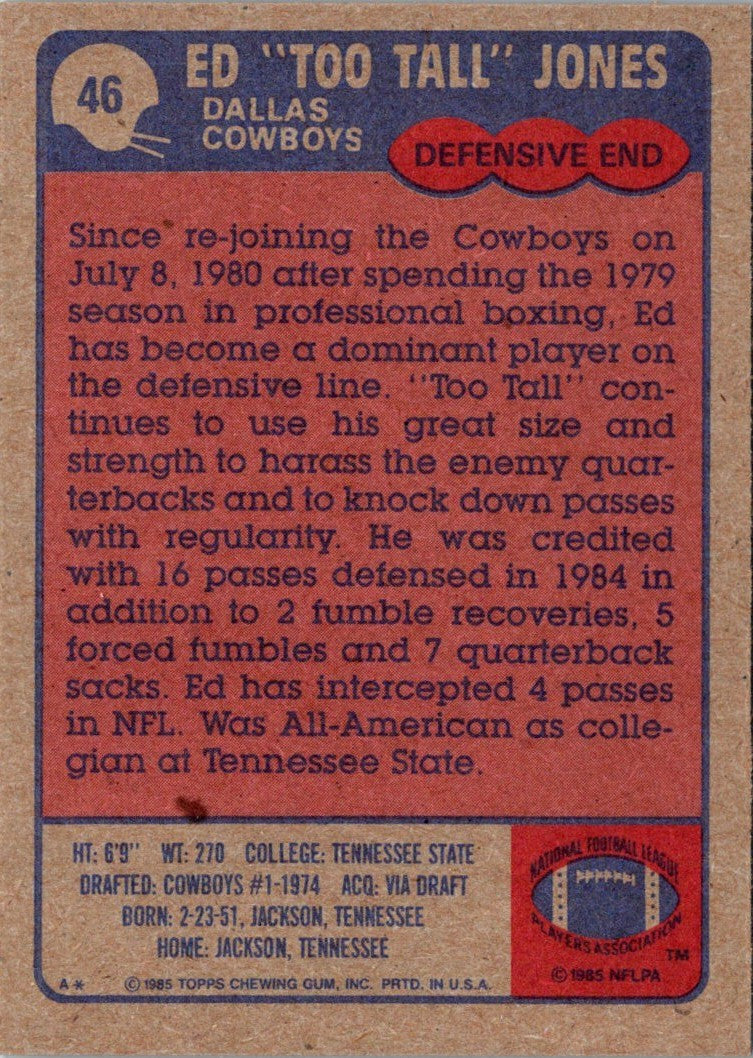 46
ED "TOO TALL" JONES
DALLAS
COWBOYS
DEFENSIVE END
Since re-joining the Cowboys on
July 8, 1980 after spending the 1979
season in professional boxing, Ed
has become a dominant player on
the defensive line. "Too Tall" con-
tinues to use his great size and
strength to harass the enemy quar-
terbacks and to knock down passes
with regularity. He was credited
with 16 passes defensed in 1984 in
addition to 2 fumble recoveries, 5
forced fumbles and 7 quarterback
sacks. Ed has intercepted 4 passes
in NFL. Was All-American as colle-
gian at Tennessee State.
HT: 6'9" WT: 270 COLLEGE: TENNESSEE STATE
DRAFTED: COWBOYS #1-1974 ACQ: VIA DRAFT
BORN: 2-23-51, JACKSON, TENNESSEE
HOME: JACKSON, TENNESSEE
A* © 1985 TOPPS CHEWING GUM, INC. PRTD. IN U.S.A.
NATIONAL FOOTBALL LEAGUE
PLAYERS ASSOCIATION
TM
© 1985 NFLPA